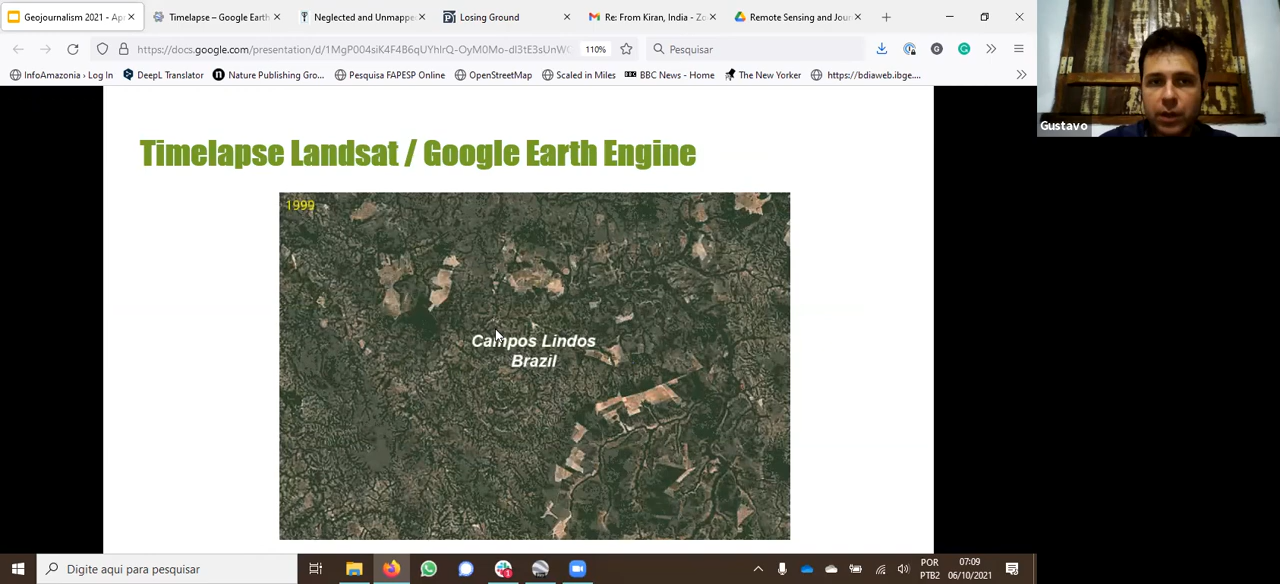 Geojournalism 2021 - Ap
Timelapse – Google Earth
Neglected and Unmappe
Losing Ground
Re: From Kiran, India - Zo
Remote Sensing and Jour
https://docs.google.com/presentation/d/1MgP004siK4F4B6qUYhlrQ-OyM0Mo-dI3tE3sUnWC
110%
Pesquisar
InfoAmazonia › Log In
DeepL Translator
Nature Publishing Gro...
Pesquisa FAPESP Online
OpenStreetMap
Scaled in Miles
BBC News - Home
The New Yorker
https://bdiaweb.ibge....
Gustavo
Timelapse Landsat / Google Earth Engine
1999
Campos Lindos
Brazil
Digite aqui para pesquisar
POR
PTB2
07:09
06/10/2021